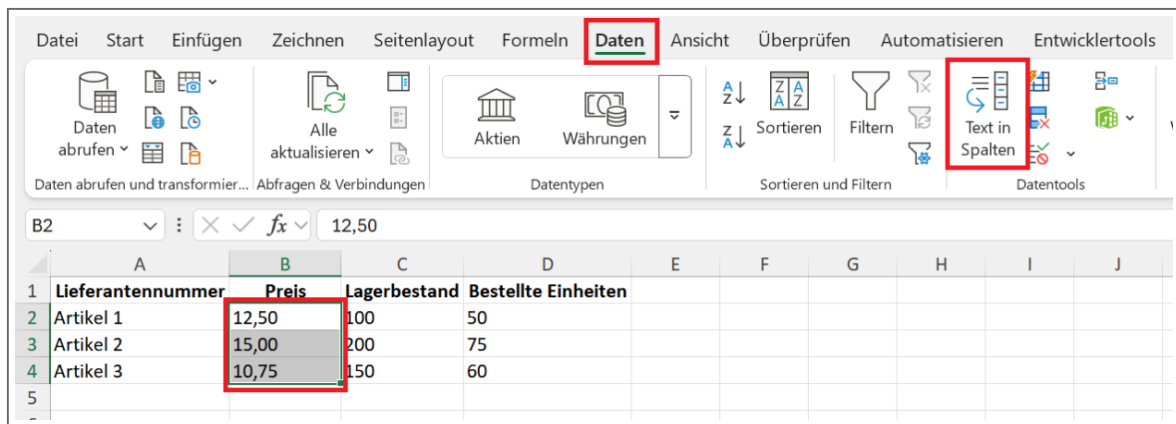 Datei Start Einfügen Zeichnen Seitenlayout Formeln Daten Ansicht Überprüfen Automatisieren Entwicklertools
Daten abrufen
Alle aktualisieren
Aktien Währungen
Sortieren Filtern
Text in Spalten
Daten abrufen und transformier... Abfragen & Verbindungen Datentypen Sortieren und Filtern Datentools
B2 fx 12,50
A B C D E F G H I J
1 Lieferantennummer Preis Lagerbestand Bestellte Einheiten
2 Artikel 1 12,50 100 50
3 Artikel 2 15,00 200 75
4 Artikel 3 10,75 150 60
5